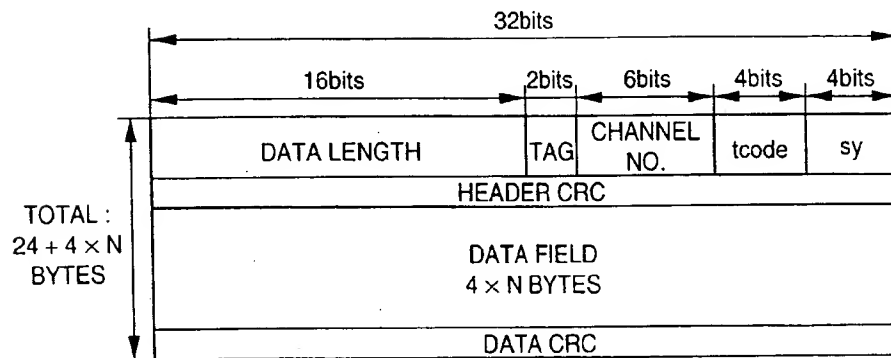 32bits
16bits 2bits 6bits 4bits 4bits
DATA LENGTH TAG CHANNEL NO. tcode sy
HEADER CRC
TOTAL :
24 + 4 × N
BYTES
DATA FIELD
4 × N BYTES
DATA CRC